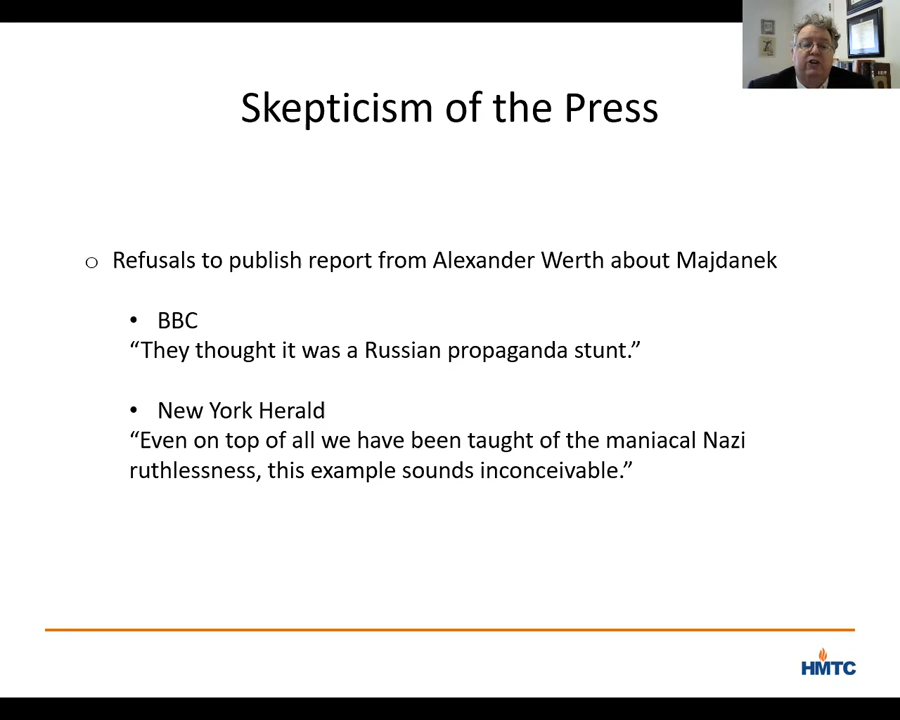 Skepticism of the Press
o Refusals to publish report from Alexander Werth about Majdanek
• BBC
“They thought it was a Russian propaganda stunt.”
• New York Herald
“Even on top of all we have been taught of the maniacal Nazi
ruthlessness, this example sounds inconceivable.”
HMTC